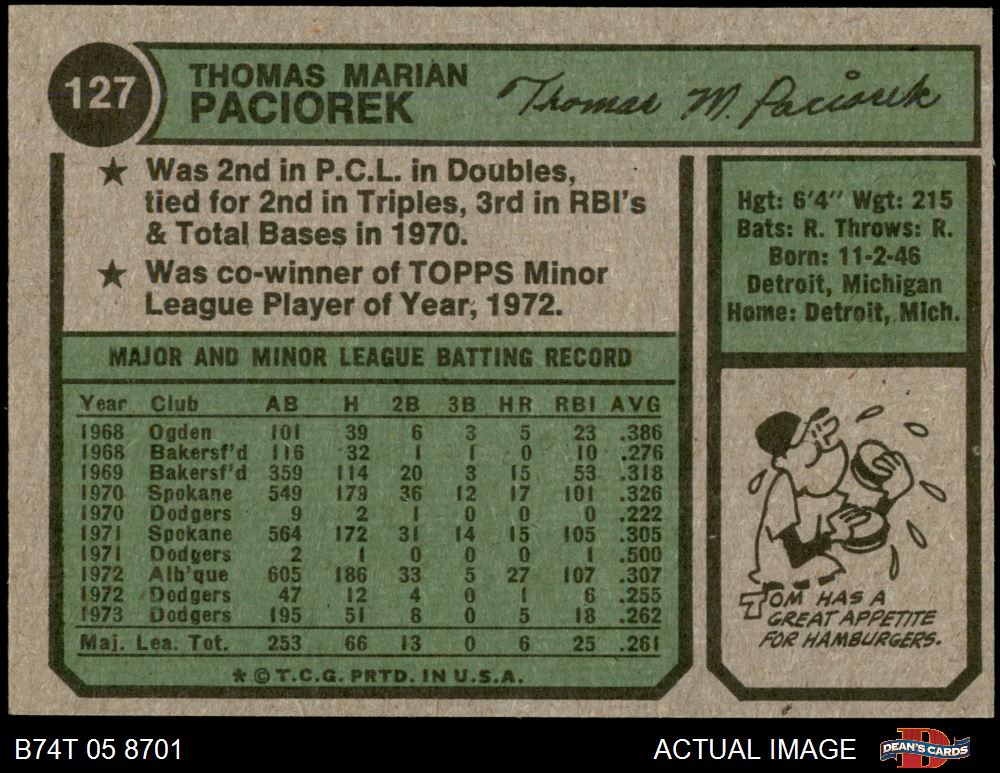 127
THOMAS MARIAN
PACIOREK
Thomas M. Paciorek
★ Was 2nd in P.C.L. in Doubles,
tied for 2nd in Triples, 3rd in RBI's
& Total Bases in 1970.
★ Was co-winner of TOPPS Minor
League Player of Year, 1972.
MAJOR AND MINOR LEAGUE BATTING RECORD
Year Club AB H 2B 3B HR RBI AVG
1968 Ogden 101 39 6 3 5 23 .386
1968 Bakersf'd 116 32 1 1 0 10 .276
1969 Bakersf'd 359 114 20 3 15 53 .318
1970 Spokane 549 179 36 12 17 101 .326
1970 Dodgers 9 2 1 0 0 0 .222
1971 Spokane 564 172 31 14 15 105 .305
1971 Dodgers 2 1 0 0 0 1 .500
1972 Alb'que 605 186 33 5 27 107 .307
1972 Dodgers 47 12 4 0 1 6 .255
1973 Dodgers 195 51 8 0 5 18 .262
Maj. Lea. Tot. 253 66 13 0 6 25 .261
* © T.C.G. PRTD. IN U.S.A.
Hgt: 6'4" Wgt: 215
Bats: R. Throws: R.
Born: 11-2-46
Detroit, Michigan
Home: Detroit, Mich.
TOM HAS A
GREAT APPETITE
FOR HAMBURGERS.
B74T 05 8701
ACTUAL IMAGE
DEAN'S CARDS